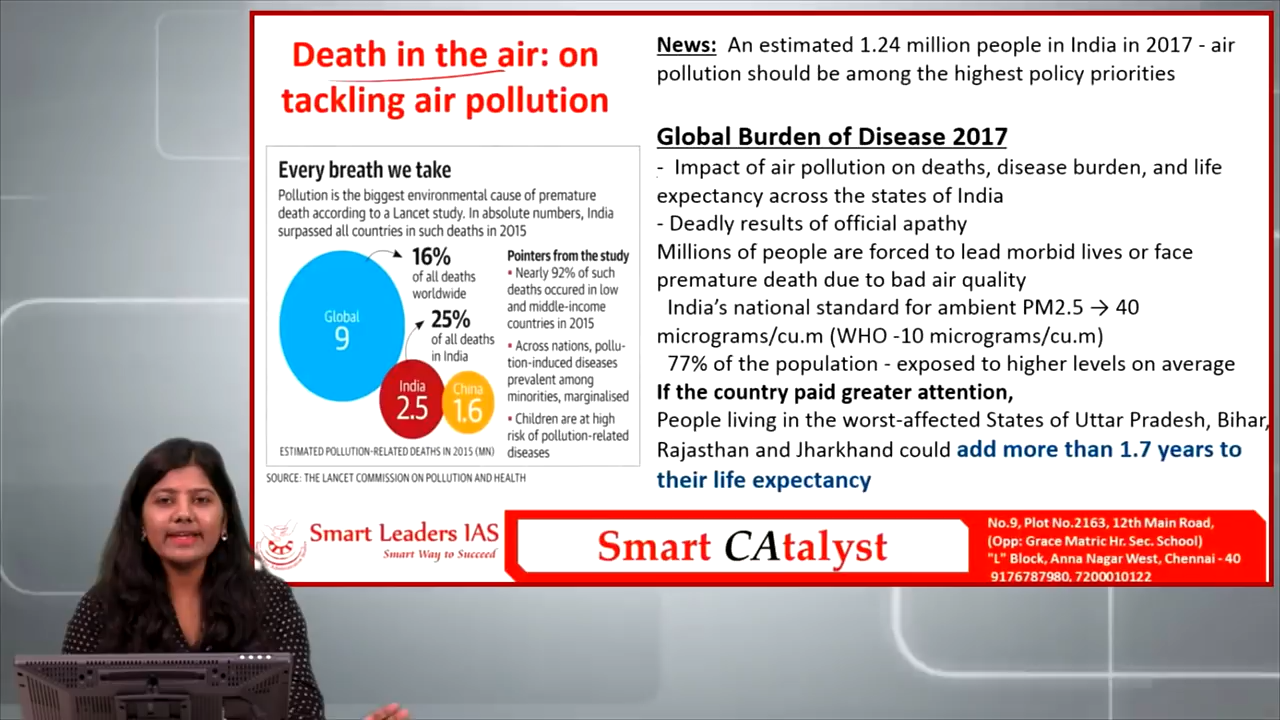 Death in the air: on
tackling air pollution
Every breath we take
Pollution is the biggest environmental cause of premature
death according to a Lancet study. In absolute numbers, India
surpassed all countries in such deaths in 2015
Global
9
16%
of all deaths
worldwide
25%
of all deaths
in India
India
2.5
China
1.6
ESTIMATED POLLUTION-RELATED DEATHS IN 2015 (MN)
Pointers from the study
▪ Nearly 92% of such
deaths occured in low
and middle-income
countries in 2015
▪ Across nations, pollu-
tion-induced diseases
prevalent among
minorities, marginalised
▪ Children are at high
risk of pollution-related
diseases
SOURCE: THE LANCET COMMISSION ON POLLUTION AND HEALTH
News: An estimated 1.24 million people in India in 2017 - air
pollution should be among the highest policy priorities
Global Burden of Disease 2017
- Impact of air pollution on deaths, disease burden, and life
expectancy across the states of India
- Deadly results of official apathy
Millions of people are forced to lead morbid lives or face
premature death due to bad air quality
India’s national standard for ambient PM2.5 → 40
micrograms/cu.m (WHO -10 micrograms/cu.m)
77% of the population - exposed to higher levels on average
If the country paid greater attention,
People living in the worst-affected States of Uttar Pradesh, Bihar,
Rajasthan and Jharkhand could add more than 1.7 years to
their life expectancy
Smart Leaders IAS
Smart Way to Succeed
Smart CAtalyst
No.9, Plot No.2163, 12th Main Road,
(Opp: Grace Matric Hr. Sec. School)
"L" Block, Anna Nagar West, Chennai - 40
9176787980, 7200010122